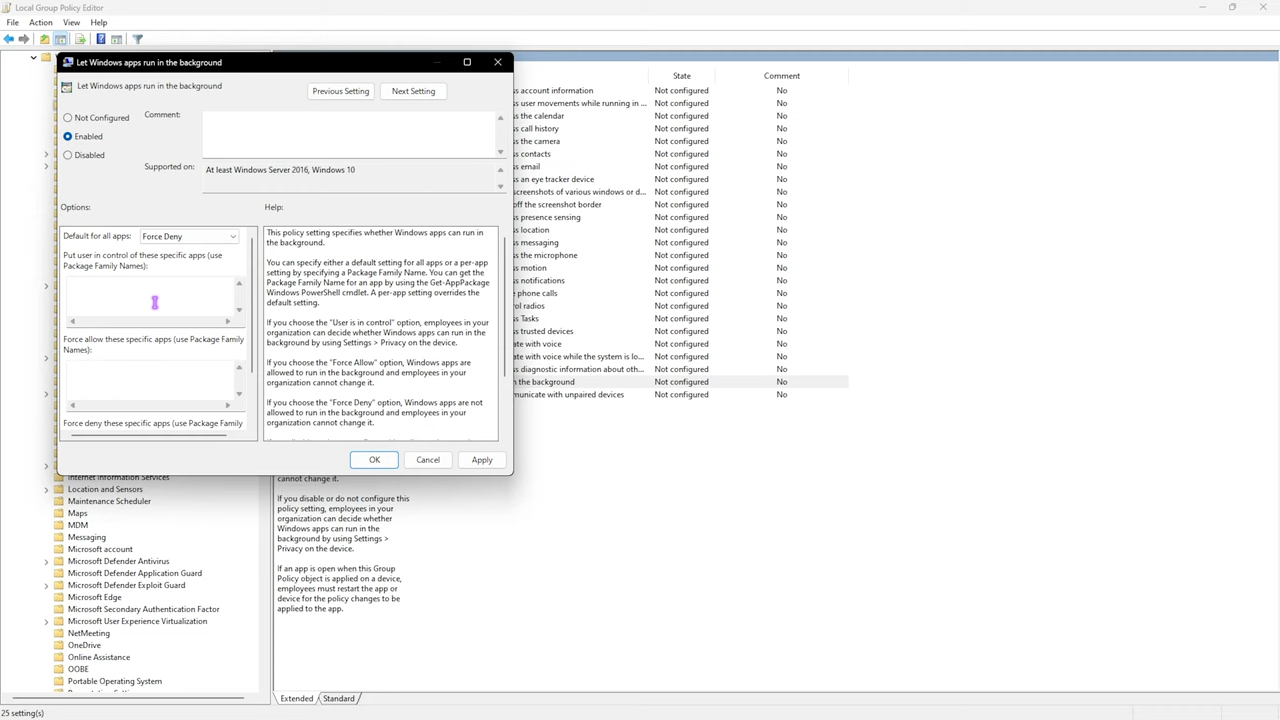 Local Group Policy Editor
File Action View Help
Let Windows apps run in the background
Let Windows apps run in the background
Previous Setting
Next Setting
Not Configured
Enabled
Disabled
Comment:
Supported on:
At least Windows Server 2016, Windows 10
Options:
Help:
Default for all apps:
Force Deny
Put user in control of these specific apps (use
Package Family Names):
Force allow these specific apps (use Package Family
Names):
Force deny these specific apps (use Package Family
This policy setting specifies whether Windows apps can run in
the background.
You can specify either a default setting for all apps or a per-app
setting by specifying a Package Family Name. You can get the
Package Family Name for an app by using the Get-AppPackage
Windows PowerShell cmdlet. A per-app setting overrides the
default setting.
If you choose the "User is in control" option, employees in your
organization can decide whether Windows apps can run in the
background by using Settings > Privacy on the device.
If you choose the "Force Allow" option, Windows apps are
allowed to run in the background and employees in your
organization cannot change it.
If you choose the "Force Deny" option, Windows apps are not
allowed to run in the background and employees in your
organization cannot change it.
OK
Cancel
Apply
State Comment
ss account information Not configured No
ss user movements while running in ... Not configured No
ss the calendar Not configured No
ss call history Not configured No
ss the camera Not configured No
ss contacts Not configured No
ss email Not configured No
ss an eye tracker device Not configured No
screenshots of various windows or d... Not configured No
off the screenshot border Not configured No
ss presence sensing Not configured No
ss location Not configured No
ss messaging Not configured No
ss the microphone Not configured No
ss motion Not configured No
ss notifications Not configured No
e phone calls Not configured No
rol radios Not configured No
ss Tasks Not configured No
ss trusted devices Not configured No
ate with voice Not configured No
ate with voice while the system is lo... Not configured No
ss diagnostic information about oth... Not configured No
n the background Not configured No
municate with unpaired devices Not configured No
cannot change it.
If you disable or do not configure this
policy setting, employees in your
organization can decide whether
Windows apps can run in the
background by using Settings >
Privacy on the device.
If an app is open when this Group
Policy object is applied on a device,
employees must restart the app or
device for the policy changes to be
applied to the app.
Internet Information Services
Location and Sensors
Maintenance Scheduler
Maps
MDM
Messaging
Microsoft account
Microsoft Defender Antivirus
Microsoft Defender Application Guard
Microsoft Defender Exploit Guard
Microsoft Edge
Microsoft Secondary Authentication Factor
Microsoft User Experience Virtualization
NetMeeting
OneDrive
Online Assistance
OOBE
Portable Operating System
Extended
Standard
25 setting(s)